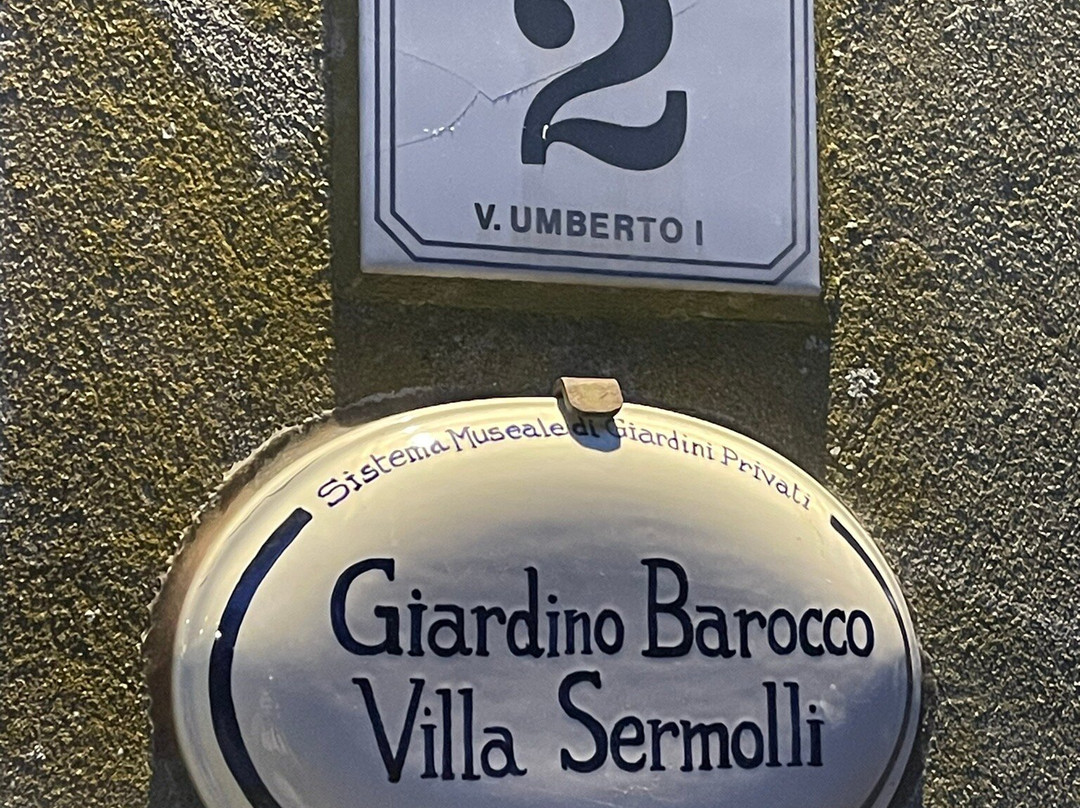 2
V. UMBERTO I
Sistema Museale di Giardini Privati
Giardino Barocco
Villa Sermolli